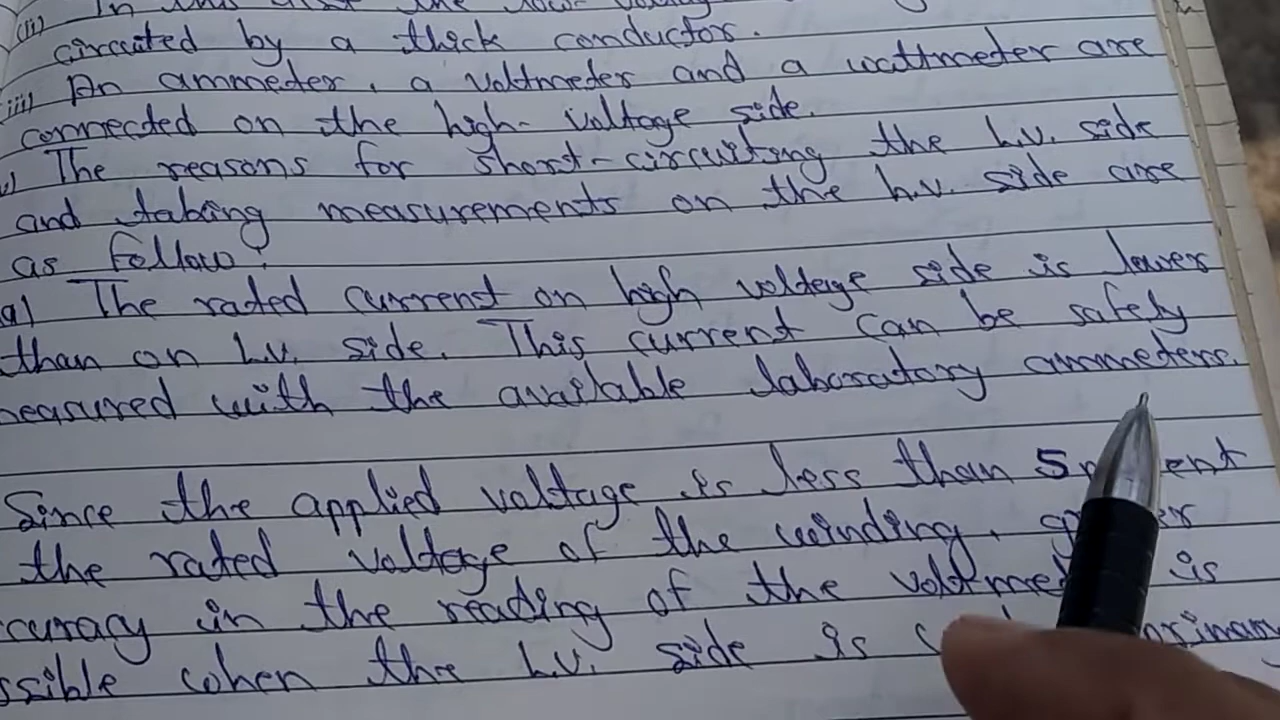 (ii) In this
circuited by a thick conductor.
iii) An ammeter, a voltmeter and a wattmeter are
connected on the high-voltage side.
The reasons for short-circuiting the L.V. side
and taking measurements on the h.v. side are
as follow:
a) The rated current on high voltage side is lower
than on L.V. side. This current can be safely
measured with the available laboratory ammeters.
Since the applied voltage is less than 5
the rated voltage of the winding,
in the reading of the is
when the h.v. side is